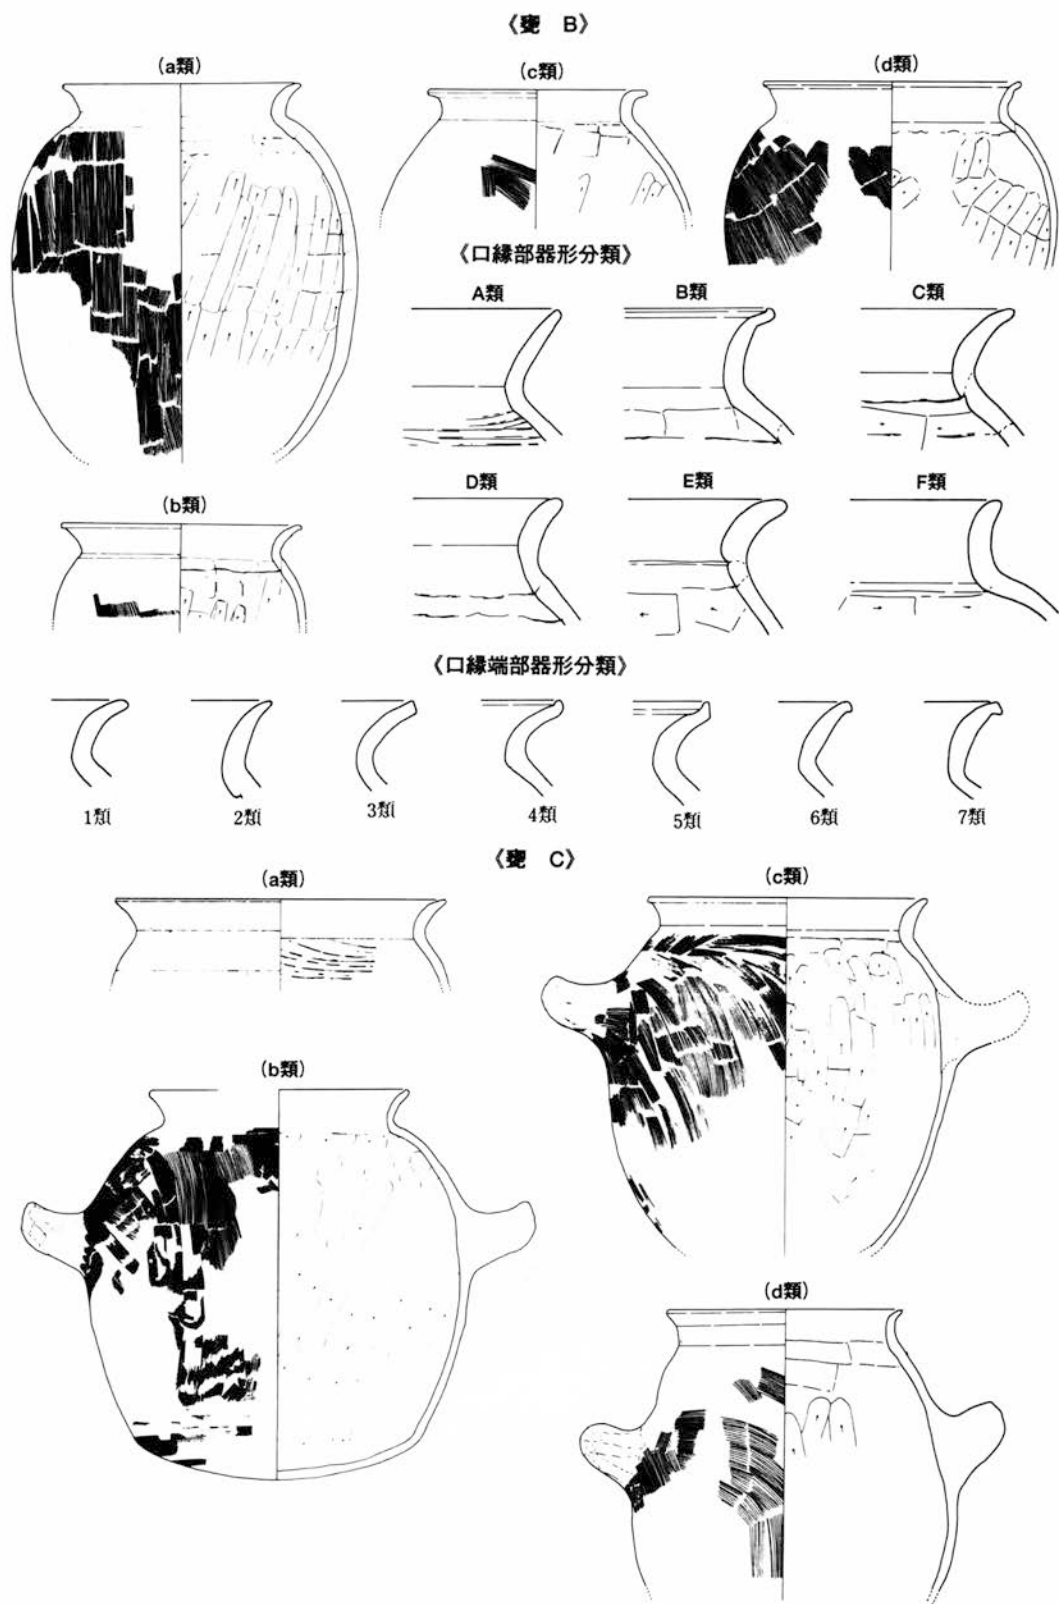 《甕 B》
(a類)
(c類)
(d類)
《口縁部器形分類》
A類
B類
C類
(b類)
D類
E類
F類
《口縁端部器形分類》
1類
2類
3類
4類
5類
6類
7類
《甕 C》
(a類)
(c類)
(b類)
(d類)